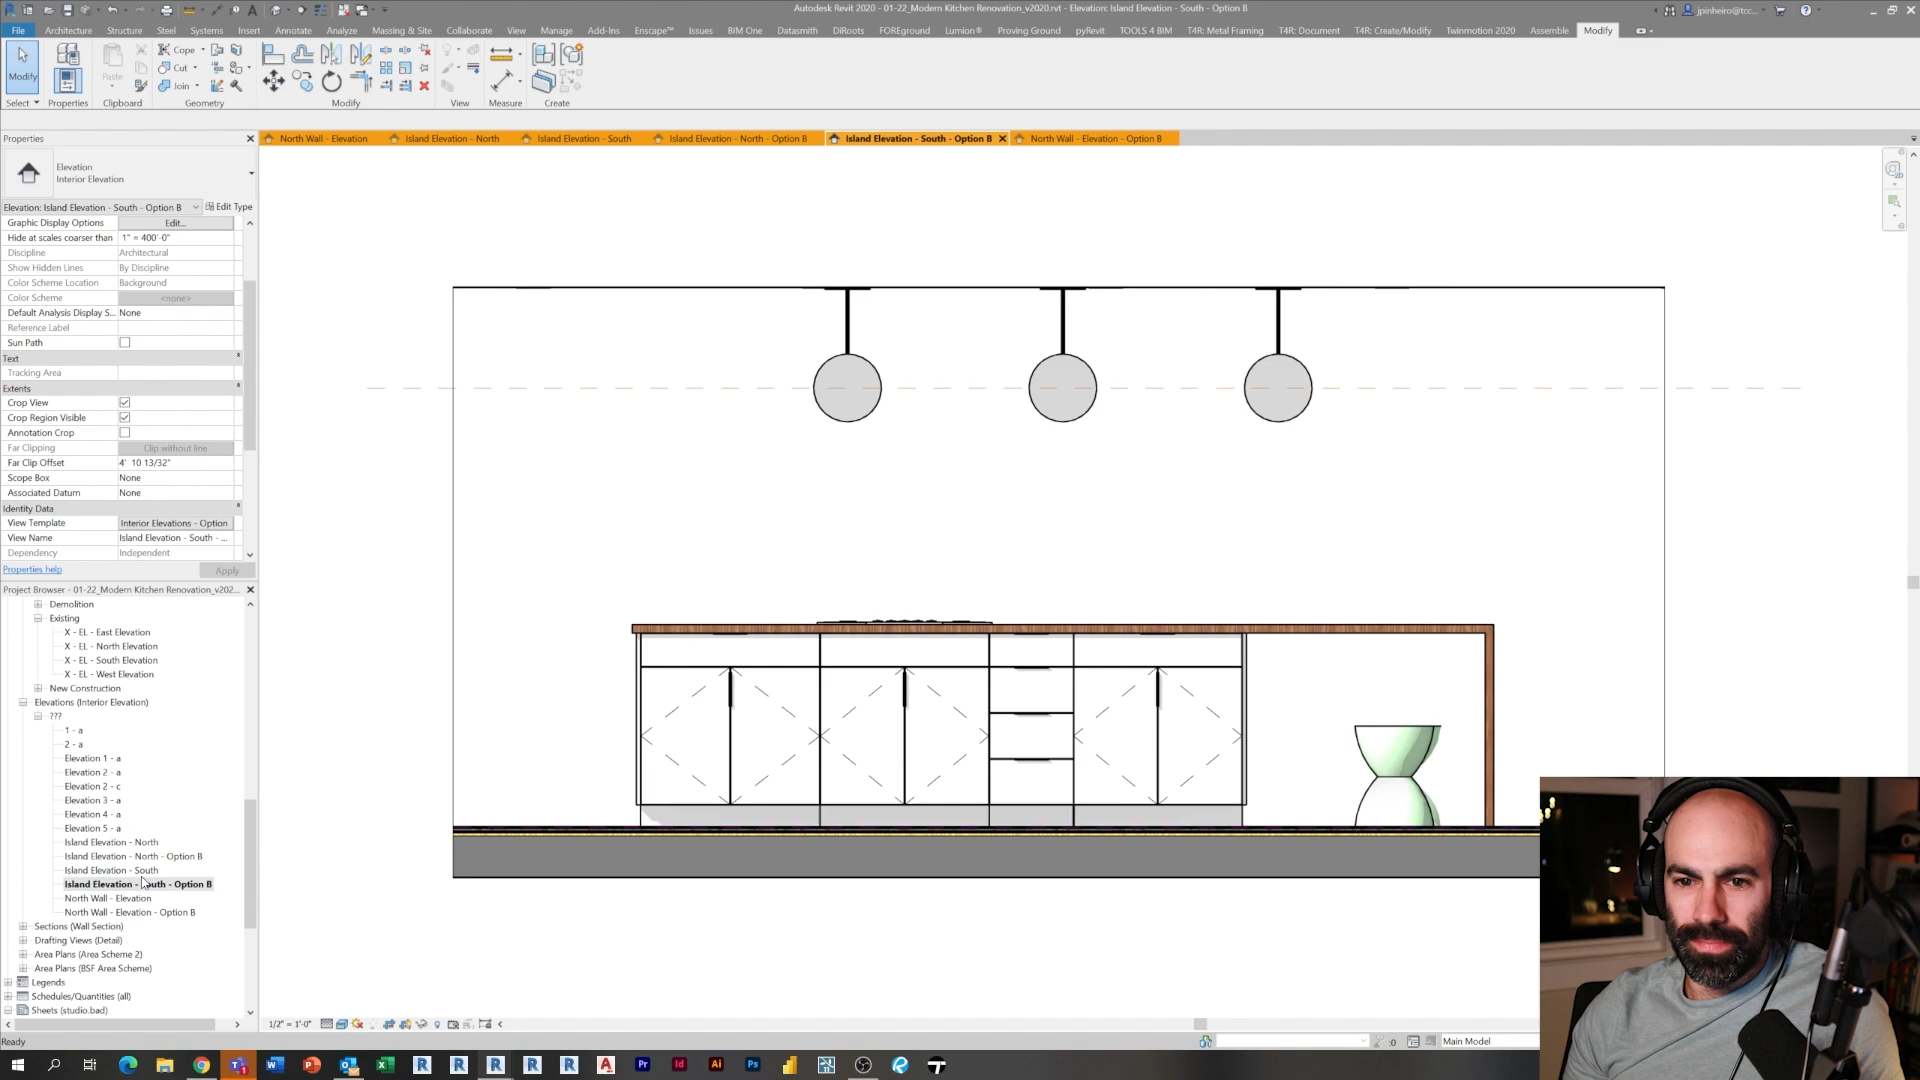 Autodesk Revit 2020 - 01-22_Modern Kitchen Renovation_v2020.rvt - Elevation: Island Elevation - South - Option B
jpinheiro@tcc...
File Architecture Structure Steel Systems Insert Annotate Analyze Massing & Site Collaborate View Manage Add-Ins Enscape™ Issues BIM One Datasmith DiRoots FOREground Lumion® Proving Ground pyRevit TOOLS 4 BIM T4R: Metal Framing T4R: Document T4R: Create/Modify Twinmotion 2020 Assemble Modify
Modify Paste Cope Cut Join
Select Properties Clipboard Geometry Modify View Measure Create
Properties
North Wall - Elevation Island Elevation - North Island Elevation - South Island Elevation - North - Option B Island Elevation - South - Option B North Wall - Elevation - Option B
Elevation
Interior Elevation
Elevation: Island Elevation - South - Option B Edit Type
Graphic Display Options Edit...
Hide at scales coarser than 1" = 400'-0"
Discipline Architectural
Show Hidden Lines By Discipline
Color Scheme Location Background
Color Scheme <none>
Default Analysis Display S... None
Reference Label
Sun Path
Text
Tracking Area
Extents
Crop View
Crop Region Visible
Annotation Crop
Far Clipping Clip without line
Far Clip Offset 4' 10 13/32"
Scope Box None
Associated Datum None
Identity Data
View Template Interior Elevations - Option
View Name Island Elevation - South - ...
Dependency Independent
Properties help Apply
Project Browser - 01-22_Modern Kitchen Renovation_v202...
Demolition
Existing
X - EL - East Elevation
X - EL - North Elevation
X - EL - South Elevation
X - EL - West Elevation
New Construction
Elevations (Interior Elevation)
???
1 - a
2 - a
Elevation 1 - a
Elevation 2 - a
Elevation 2 - c
Elevation 3 - a
Elevation 4 - a
Elevation 5 - a
Island Elevation - North
Island Elevation - North - Option B
Island Elevation - South
Island Elevation - South - Option B
North Wall - Elevation
North Wall - Elevation - Option B
Sections (Wall Section)
Drafting Views (Detail)
Area Plans (Area Scheme 2)
Area Plans (BSF Area Scheme)
Legends
Schedules/Quantities (all)
Sheets (studio.bad)
1/2" = 1'-0"
Ready :0 Main Model